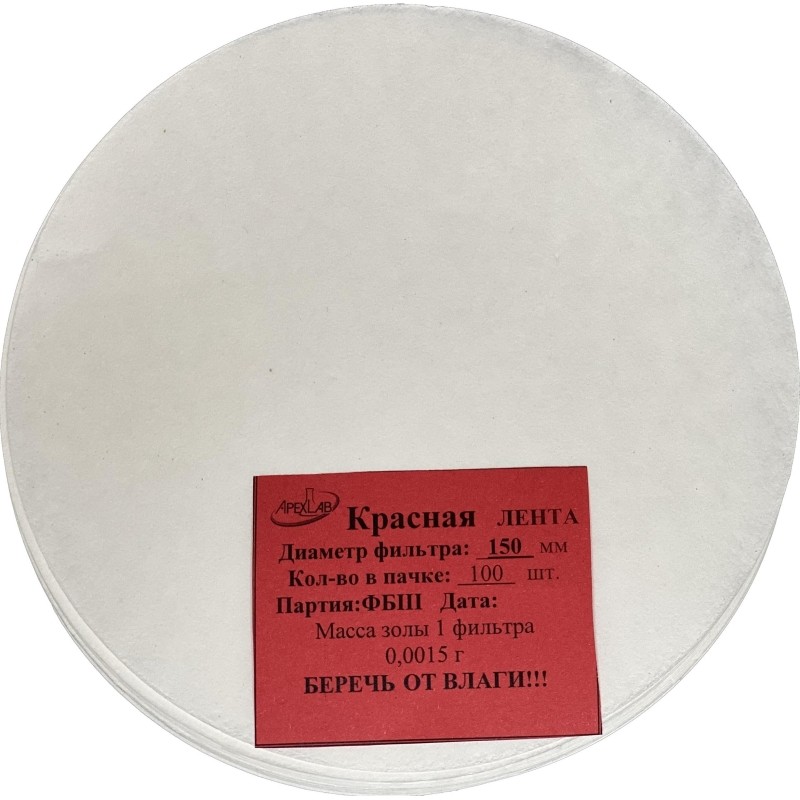 APEXLAB
Красная ЛЕНТА
Диаметр фильтра: 150 мм
Кол-во в пачке: 100 шт.
Партия:ФБШ Дата:
Масса золы 1 фильтра
0,0015 г
БЕРЕЧЬ ОТ ВЛАГИ!!!